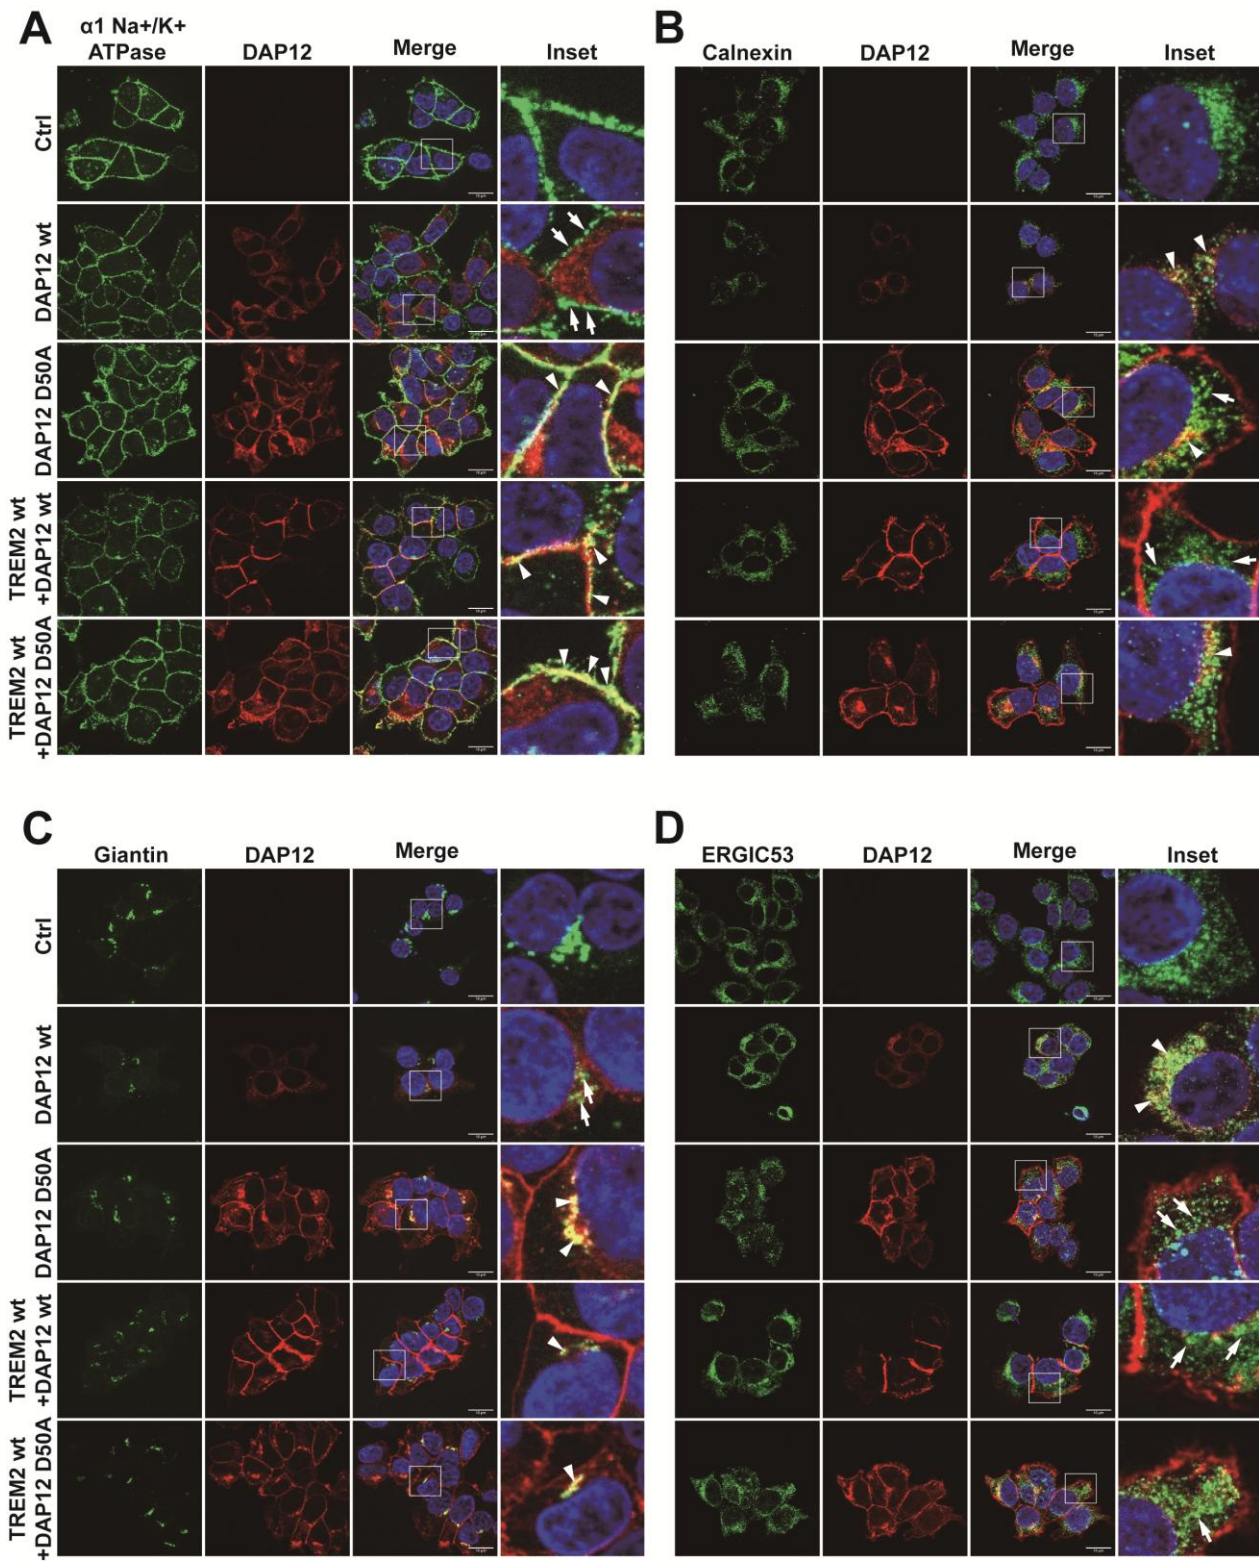 A
α1 Na+/K+
ATPase
DAP12
Merge
Inset
Ctrl
DAP12 wt
DAP12 D50A
TREM2 wt
+DAP12 wt
TREM2 wt
+DAP12 D50A
B
Calnexin
DAP12
Merge
Inset
C
Giantin
DAP12
Merge
Ctrl
DAP12 wt
DAP12 D50A
TREM2 wt
+DAP12 wt
TREM2 wt
+DAP12 D50A
D
ERGIC53
DAP12
Merge
Inset